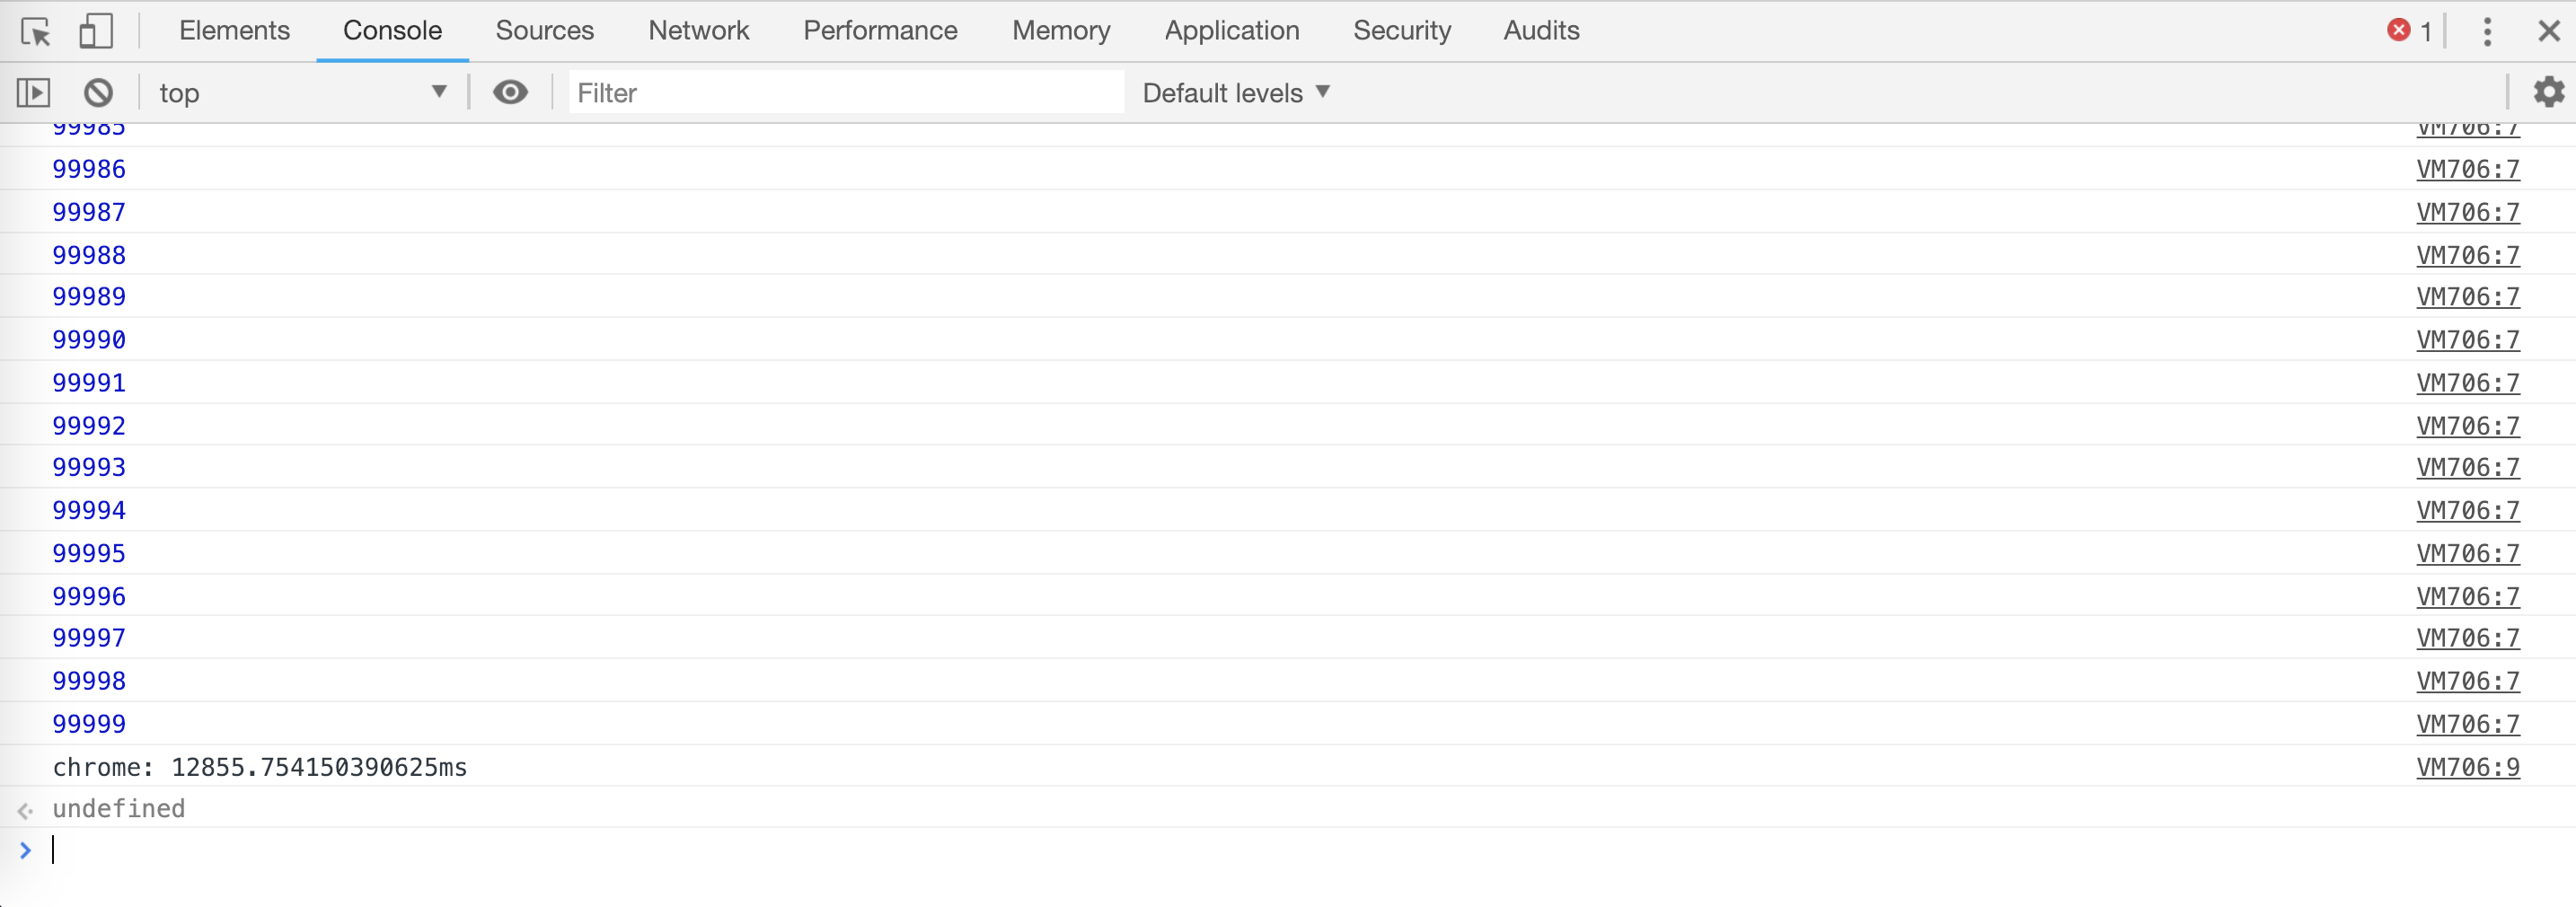 Elements Console Sources Network Performance Memory Application Security Audits 1
top Filter Default levels
99985 VM706:7
99986 VM706:7
99987 VM706:7
99988 VM706:7
99989 VM706:7
99990 VM706:7
99991 VM706:7
99992 VM706:7
99993 VM706:7
99994 VM706:7
99995 VM706:7
99996 VM706:7
99997 VM706:7
99998 VM706:7
99999 VM706:7
chrome: 12855.754150390625ms VM706:9
undefined